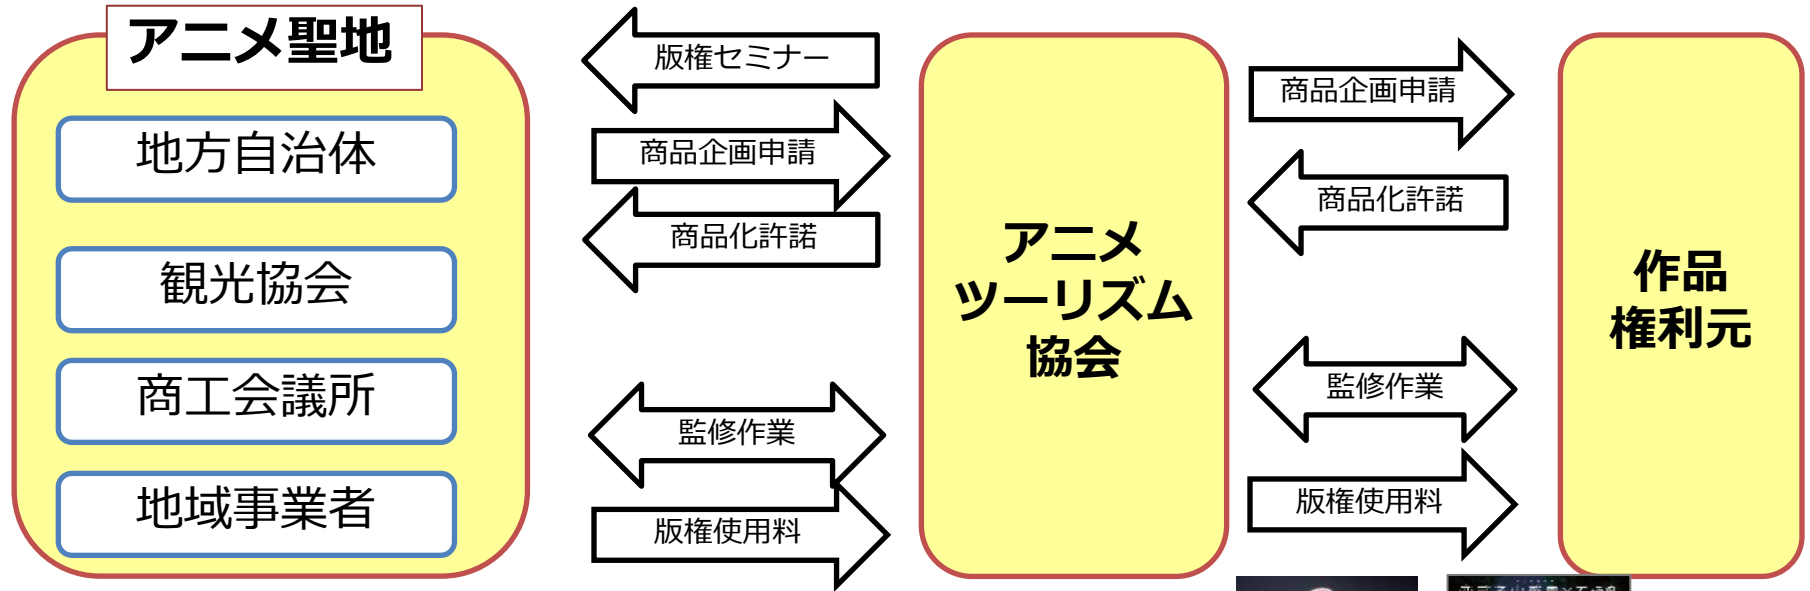 アニメ聖地
地方自治体
観光協会
商工会議所
地域事業者
版権セミナー
商品企画申請
商品化許諾
監修作業
版権使用料
アニメ
ツーリズム
協会
商品企画申請
商品化許諾
監修作業
版権使用料
作品
権利元